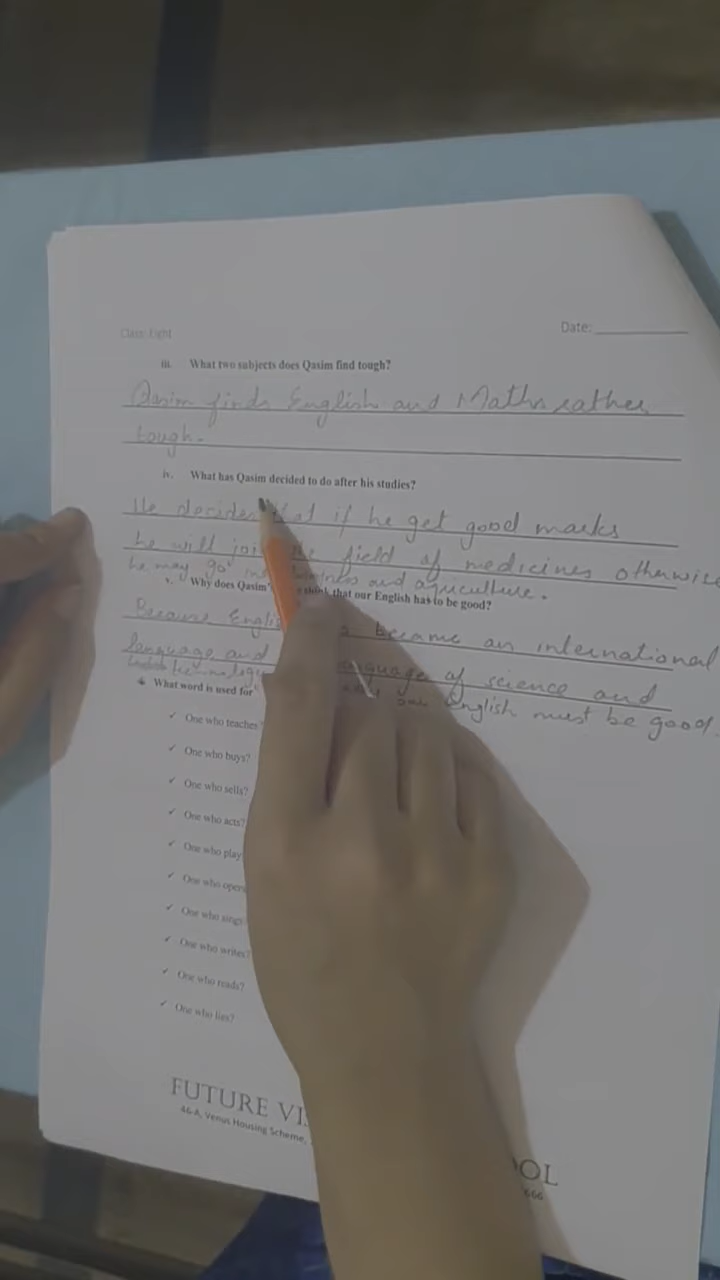 Class: Eight
Date:
iii. What two subjects does Qasim find tough?
Qasim finds English and Maths rather
tough.
iv. What has Qasim decided to do after his studies?
He decided that if he get good marks
he will join the field of medicines otherwise
he may go in business and agriculture.
v. Why does Qasim think that our English has to be good?
Because English became an international
language and language of science and
technology our English must be good.
What word is used for
✓ One who teaches?
✓ One who buys?
✓ One who sells?
✓ One who acts?
✓ One who play
✓ One who opens
✓ One who sings
✓ One who writes?
✓ One who reads?
✓ One who lies?
FUTURE VI OOL
46-A, Venus Housing Scheme, 666